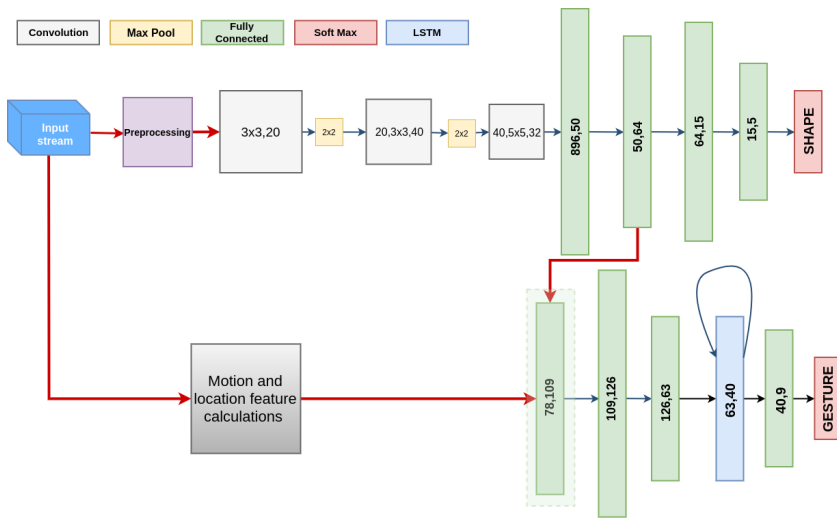 Convolution
Max Pool
Fully
Connected
Soft Max
LSTM
Input
stream
Preprocessing
3x3,20
2x2
20,3x3,40
2x2
40,5x5,32
896,50
50,64
64,15
15,5
SHAPE
Motion and
location feature
calculations
78,109
109,126
126,63
63,40
40,9
GESTURE